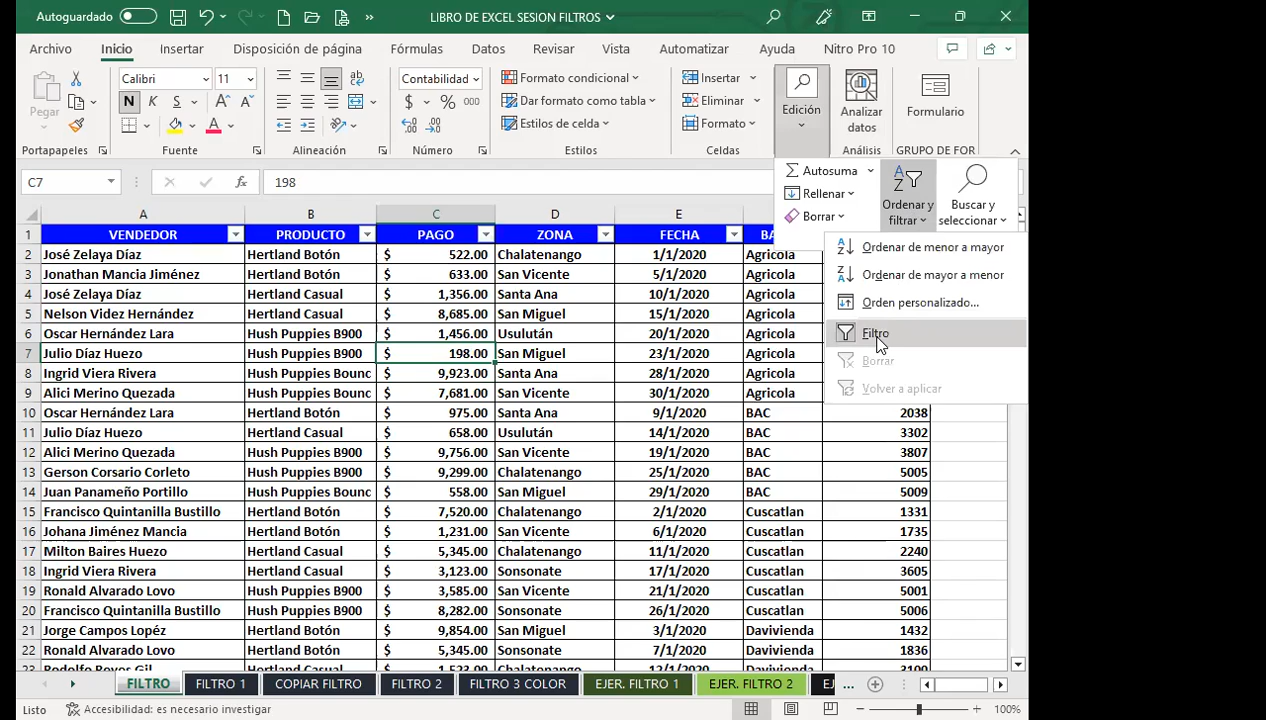 Autoguardado
LIBRO DE EXCEL SESION FILTROS
Archivo Inicio Insertar Disposición de página Fórmulas Datos Revisar Vista Automatizar Ayuda Nitro Pro 10
Pegar
Portapapeles
Calibri 11
N K S
Fuente
Alineación
Contabilidad
$ % 000
Número
Formato condicional
Dar formato como tabla
Estilos de celda
Estilos
Insertar
Eliminar
Formato
Celdas
Edición
Analizar datos
Análisis
Formulario
GRUPO DE FOR
Autosuma
Rellenar
Borrar
Ordenar y filtrar
Buscar y seleccionar
Ordenar de menor a mayor
Ordenar de mayor a menor
Orden personalizado...
Filtro
Borrar
Volver a aplicar
C7 fx 198
A B C D E
1 VENDEDOR PRODUCTO PAGO ZONA FECHA
2 José Zelaya Díaz Hertland Botón $ 522.00 Chalatenango 1/1/2020 Agricola
3 Jonathan Mancia Jiménez Hertland Casual $ 633.00 San Vicente 5/1/2020 Agricola
4 José Zelaya Díaz Hertland Casual $ 1,356.00 Santa Ana 10/1/2020 Agricola
5 Nelson Videz Hernández Hertland Casual $ 8,685.00 San Miguel 15/1/2020 Agricola
6 Oscar Hernández Lara Hush Puppies B900 $ 1,456.00 Usulután 20/1/2020 Agricola
7 Julio Díaz Huezo Hush Puppies B900 $ 198.00 San Miguel 23/1/2020 Agricola
8 Ingrid Viera Rivera Hush Puppies Bounc $ 9,923.00 Santa Ana 28/1/2020 Agricola
9 Alici Merino Quezada Hush Puppies Bounc $ 7,681.00 San Vicente 30/1/2020 Agricola
10 Oscar Hernández Lara Hertland Botón $ 975.00 Santa Ana 9/1/2020 BAC 2038
11 Julio Díaz Huezo Hertland Casual $ 658.00 Usulután 14/1/2020 BAC 3302
12 Alici Merino Quezada Hush Puppies B900 $ 9,756.00 San Vicente 19/1/2020 BAC 3807
13 Gerson Corsario Corleto Hush Puppies B900 $ 9,299.00 Chalatenango 25/1/2020 BAC 5005
14 Juan Panameño Portillo Hush Puppies Bounc $ 558.00 San Miguel 29/1/2020 BAC 5009
15 Francisco Quintanilla Bustillo Hertland Botón $ 7,520.00 Chalatenango 2/1/2020 Cuscatlan 1331
16 Johana Jiménez Mancia Hertland Botón $ 1,231.00 San Vicente 6/1/2020 Cuscatlan 1735
17 Milton Baires Huezo Hertland Casual $ 5,345.00 Chalatenango 11/1/2020 Cuscatlan 2240
18 Ingrid Viera Rivera Hertland Casual $ 3,123.00 Sonsonate 17/1/2020 Cuscatlan 3605
19 Ronald Alvarado Lovo Hush Puppies B900 $ 3,585.00 San Vicente 21/1/2020 Cuscatlan 5001
20 Francisco Quintanilla Bustillo Hush Puppies B900 $ 8,282.00 Sonsonate 26/1/2020 Cuscatlan 5006
21 Jorge Campos Lopéz Hertland Botón $ 9,854.00 San Miguel 3/1/2020 Davivienda 1432
22 Ronald Alvarado Lovo Hertland Botón $ 5,345.00 Sonsonate 7/1/2020 Davivienda 1836
23 Rodolfo Reyes Gil Hertland Casual $ 1,523.00 Chalatenango 12/1/2020 Davivienda 3100
FILTRO FILTRO 1 COPIAR FILTRO FILTRO 2 FILTRO 3 COLOR EJER. FILTRO 1 EJER. FILTRO 2 EJ ...
Listo Accesibilidad: es necesario investigar 100%